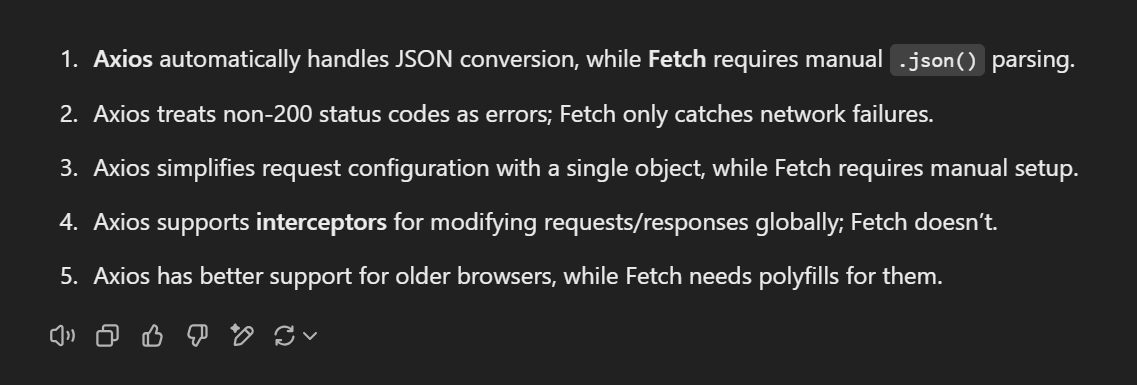 1. Axios automatically handles JSON conversion, while Fetch requires manual .json() parsing.
2. Axios treats non-200 status codes as errors; Fetch only catches network failures.
3. Axios simplifies request configuration with a single object, while Fetch requires manual setup.
4. Axios supports interceptors for modifying requests/responses globally; Fetch doesn’t.
5. Axios has better support for older browsers, while Fetch needs polyfills for them.